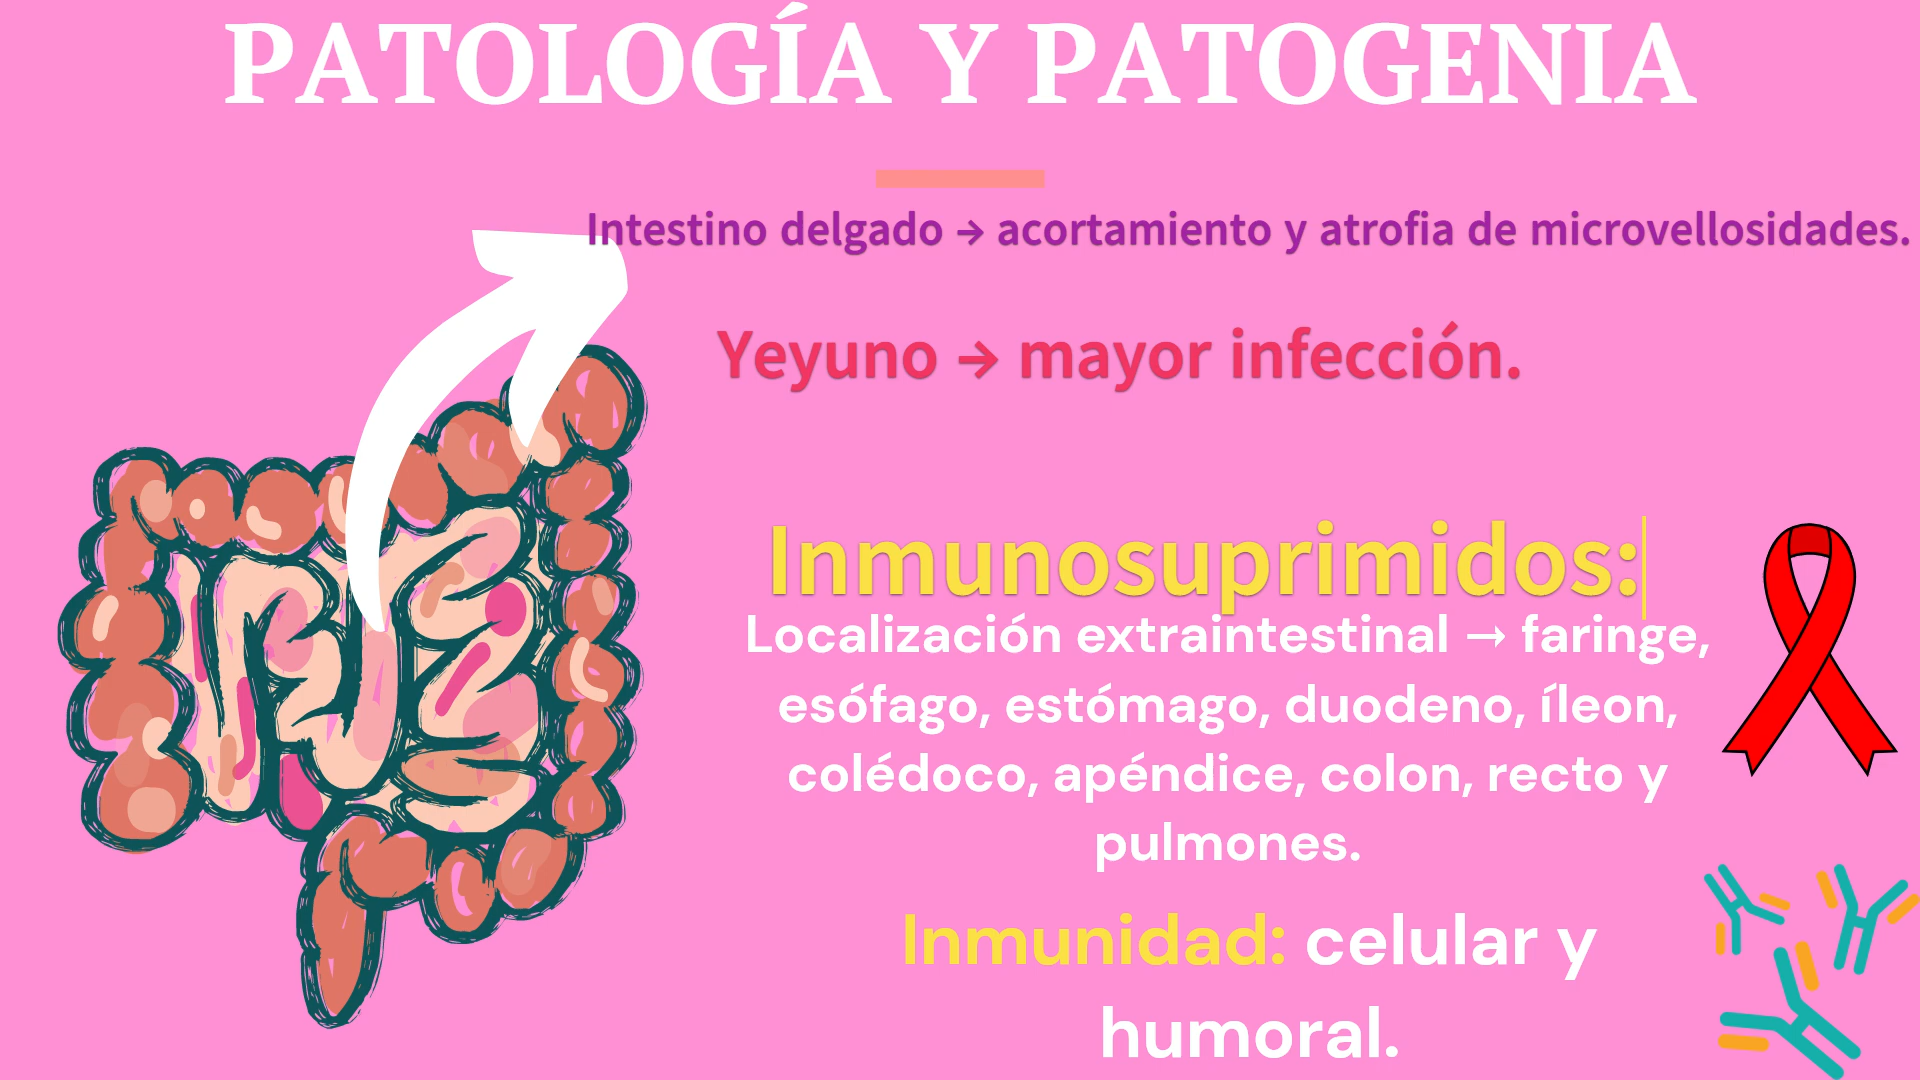 PATOLOGÍA Y PATOGENIA
Intestino delgado → acortamiento y atrofia de microvellosidades.
Yeyuno → mayor infección.
Inmunosuprimidos:
Localización extraintestinal → faringe,
esófago, estómago, duodeno, íleon,
colédoco, apéndice, colon, recto y
pulmones.
Inmunidad: celular y
humoral.